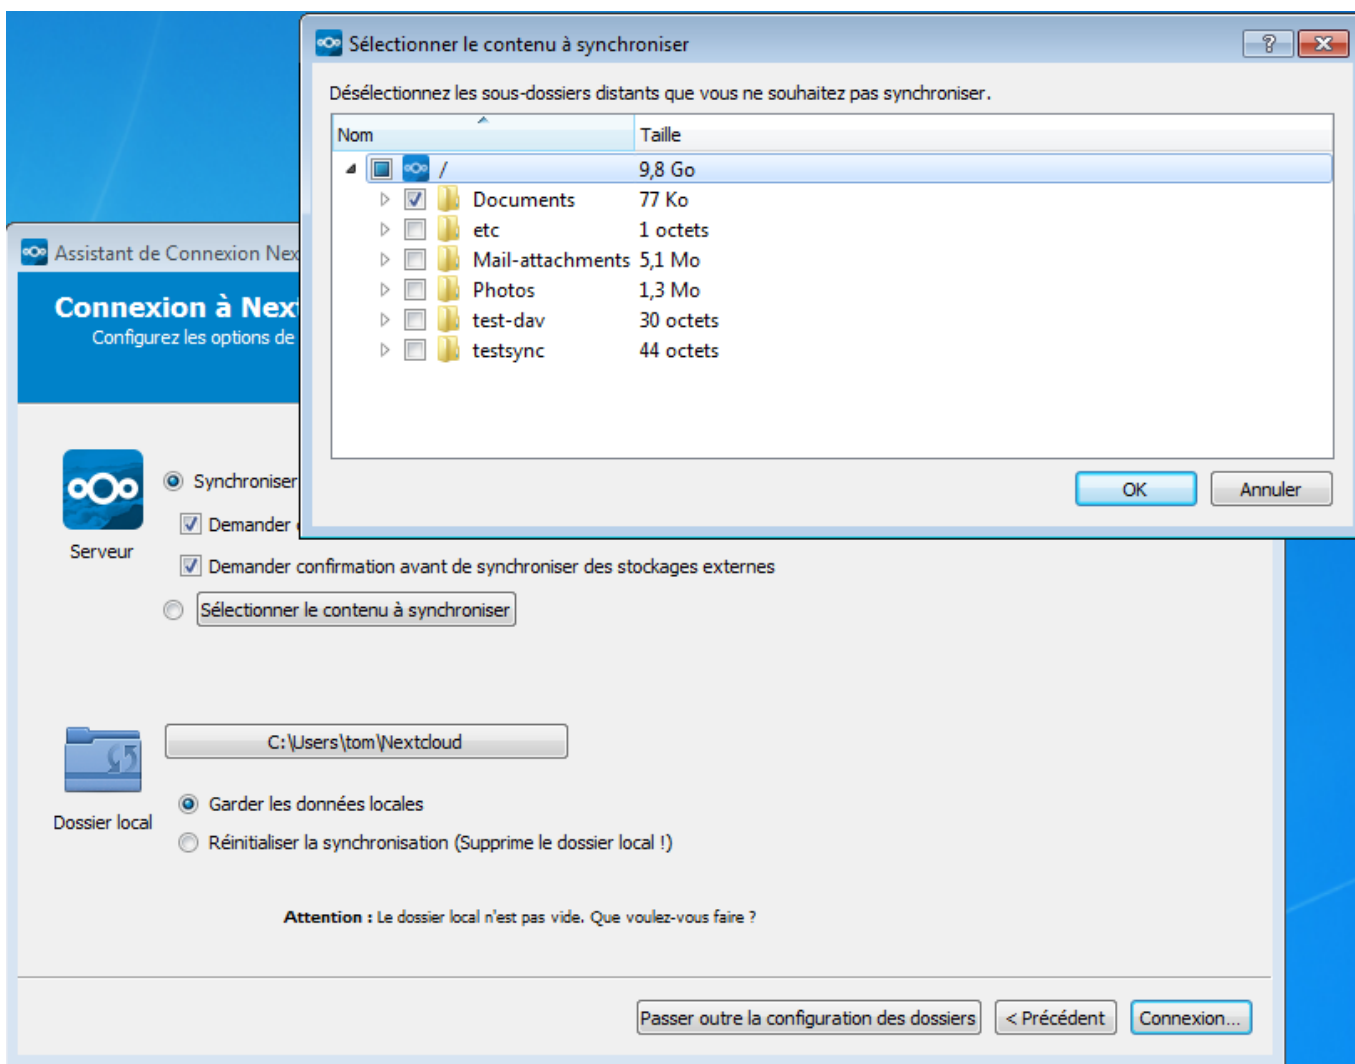 Sélectionner le contenu à synchroniser
Désélectionnez les sous-dossiers distants que vous ne souhaitez pas synchroniser.
Nom Taille
/ 9,8 Go
Documents 77 Ko
etc 1 octets
Mail-attachments 5,1 Mo
Photos 1,3 Mo
test-dav 30 octets
testsync 44 octets
OK Annuler
Assistant de Connexion Nex
Connexion à Nex
Configurez les options de
Serveur
Synchroniser
Demander
Demander confirmation avant de synchroniser des stockages externes
Sélectionner le contenu à synchroniser
C:\Users\tom\Nextcloud
Dossier local
Garder les données locales
Réinitialiser la synchronisation (Supprime le dossier local !)
Attention : Le dossier local n'est pas vide. Que voulez-vous faire ?
Passer outre la configuration des dossiers < Précédent Connexion...